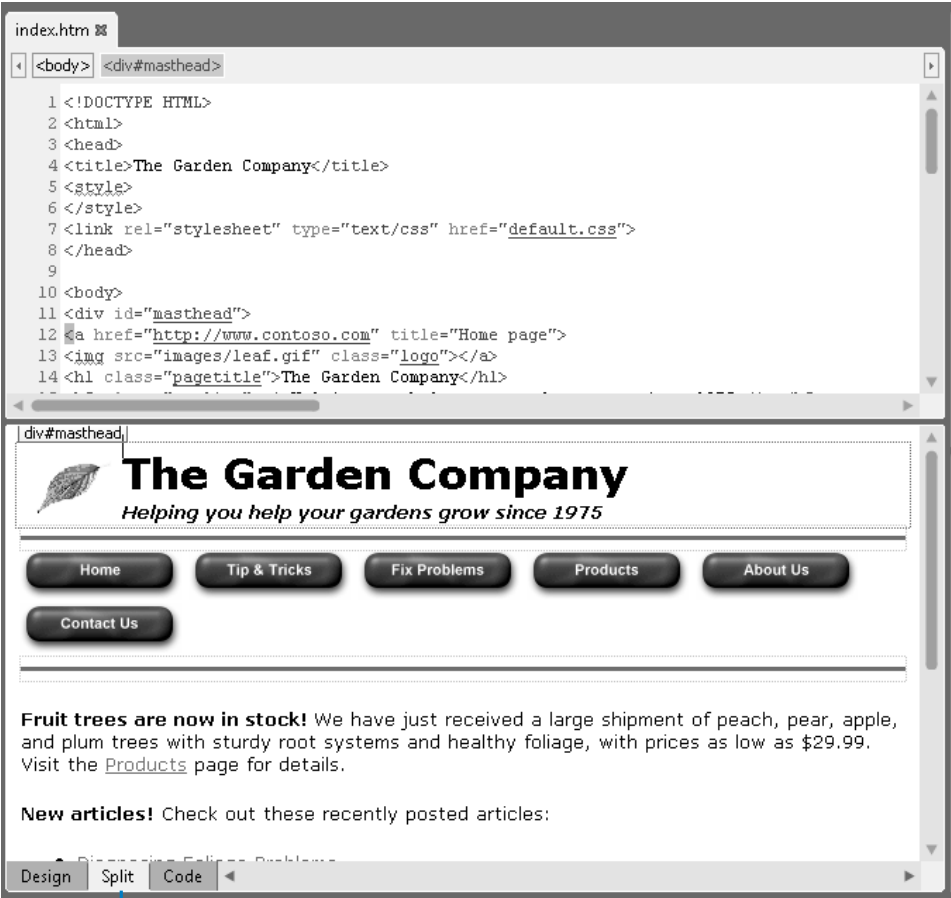 index.htm
<body> <div#masthead>
1 <!DOCTYPE HTML>
2 <html>
3 <head>
4 <title>The Garden Company</title>
5 <style>
6 </style>
7 <link rel="stylesheet" type="text/css" href="default.css">
8 </head>
9
10 <body>
11 <div id="masthead">
12 <a href="http://www.contoso.com" title="Home page">
13 <img src="images/leaf.gif" class="logo"></a>
14 <h1 class="pagetitle">The Garden Company</h1>
div#masthead
The Garden Company
Helping you help your gardens grow since 1975
Home Tip & Tricks Fix Problems Products About Us
Contact Us
Fruit trees are now in stock! We have just received a large shipment of peach, pear, apple,
and plum trees with sturdy root systems and healthy foliage, with prices as low as $29.99.
Visit the Products page for details.
New articles! Check out these recently posted articles:
Design Split Code